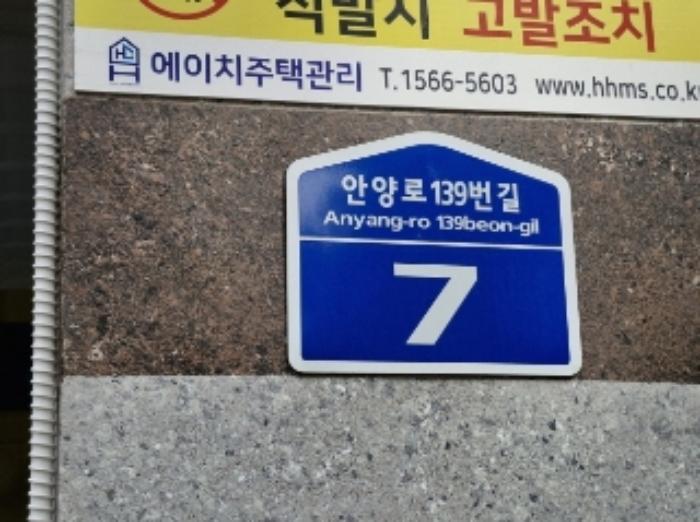 적발시 고발조치
에이치주택관리 T.1566-5603 www.hhms.co.k
안양로139번길
Anyang-ro 139beon-gil
7